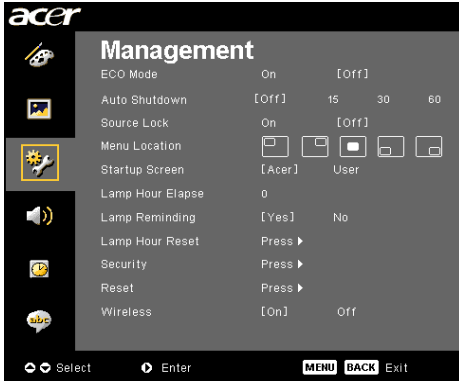 acer
Management
ECO Mode On [Off]
Auto Shutdown [Off] 15 30 60
Source Lock On [Off]
Menu Location
Startup Screen [Acer] User
Lamp Hour Elapse 0
Lamp Reminding [Yes] No
Lamp Hour Reset Press
Security Press
Reset Press
Wireless [On] Off
abc
Select Enter MENU BACK Exit